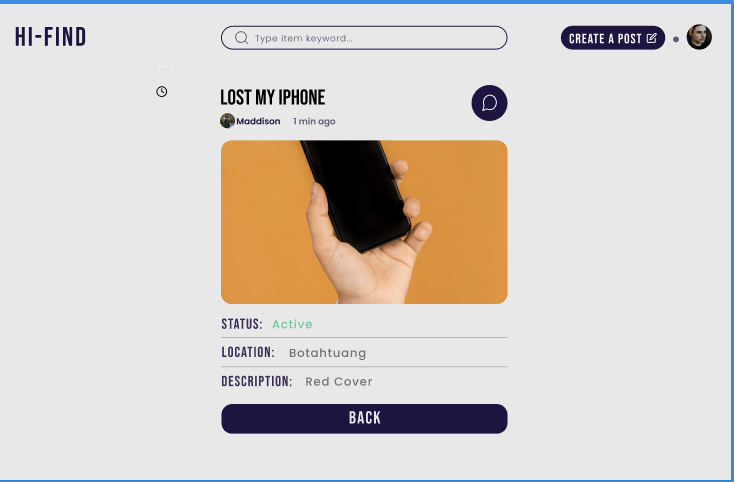 HI-FIND
Type item keyword...
CREATE A POST
LOST MY IPHONE
Maddison 1 min ago
STATUS: Active
LOCATION: Botahtuang
DESCRIPTION: Red Cover
BACK